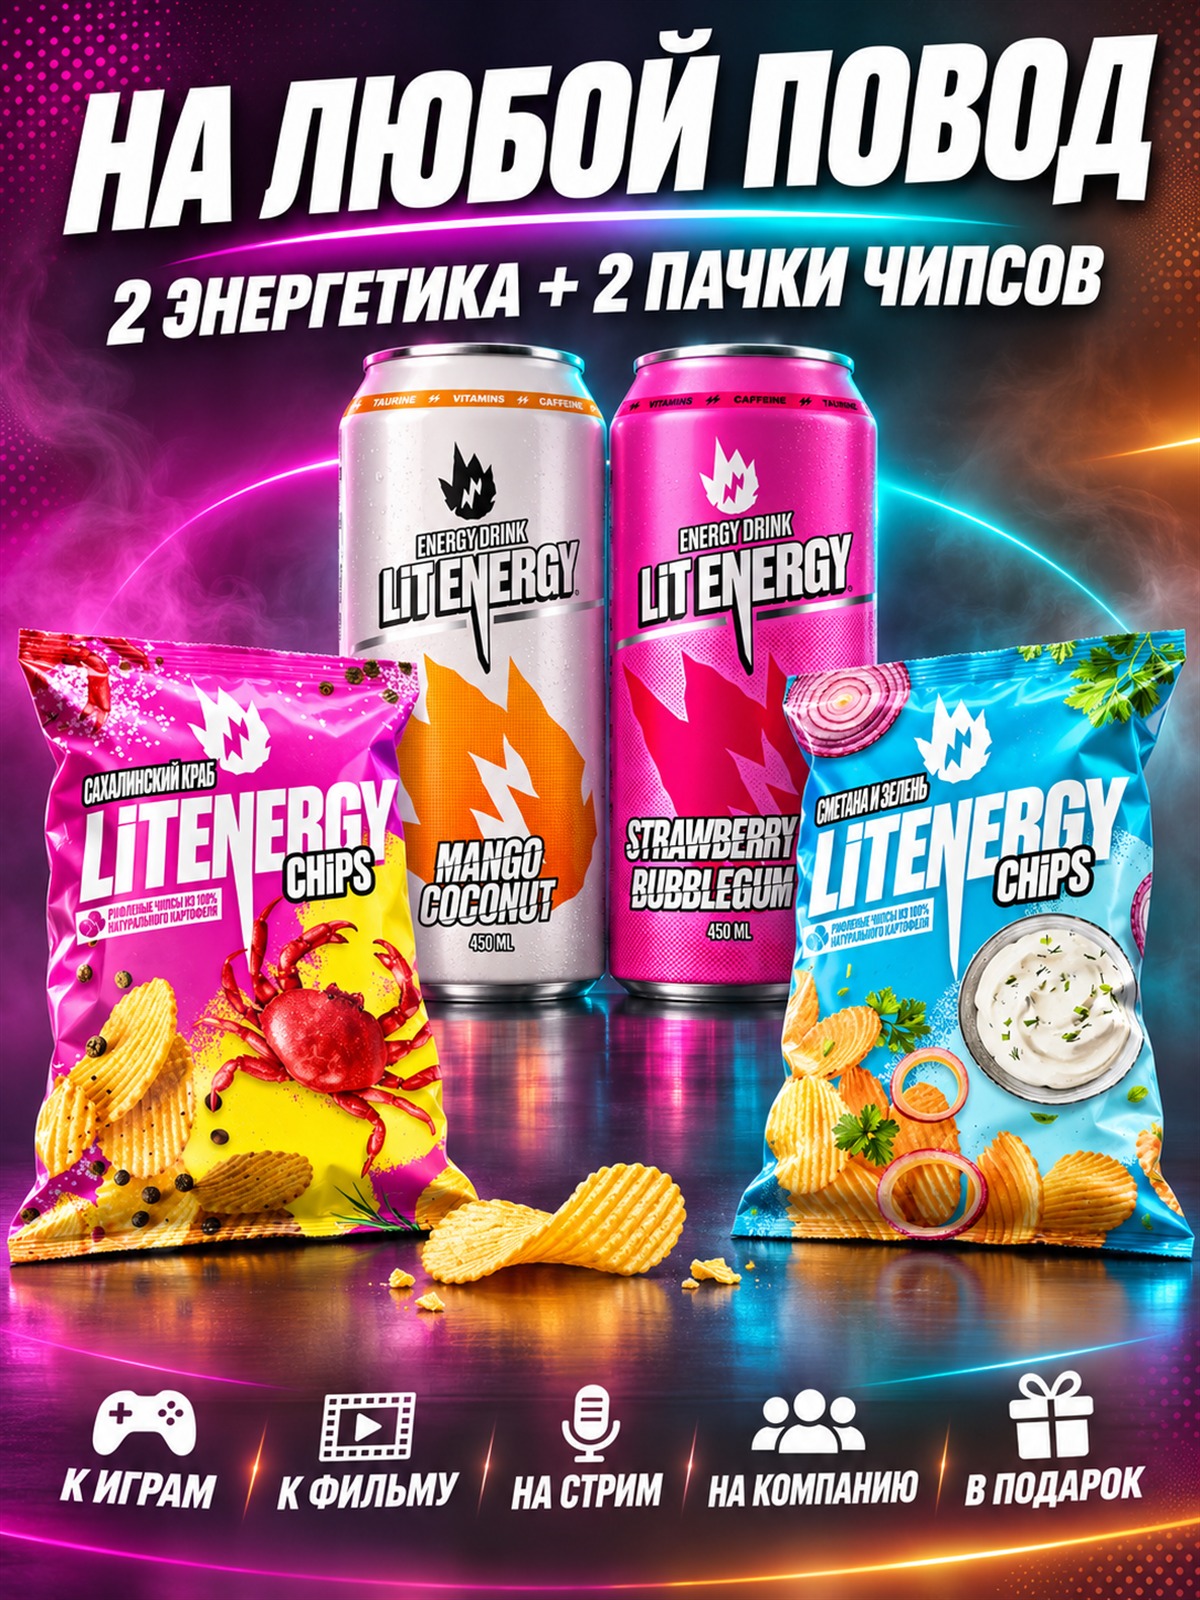 НА ЛЮБОЙ ПОВОД
2 ЭНЕРГЕТИКА + 2 ПАЧКИ ЧИПСОВ
TAURINE VITAMINS CAFFEINE
VITAMINS CAFFEINE TAURINE
ENERGY DRINK
LiT ENERGY
MANGO
COCONUT
450 ML
ENERGY DRINK
LiT ENERGY
STRAWBERRY
BUBBLEGUM
450 ML
САХАЛИНСКИЙ КРАБ
LiTENERGY
CHiPS
РИФЛЕНЫЕ ЧИПСЫ ИЗ 100%
НАТУРАЛЬНОГО КАРТОФЕЛЯ
СМЕТАНА И ЗЕЛЕНЬ
LiTENERGY
CHiPS
РИФЛЕНЫЕ ЧИПСЫ ИЗ 100%
НАТУРАЛЬНОГО КАРТОФЕЛЯ
К ИГРАМ
К ФИЛЬМУ
НА СТРИМ
НА КОМПАНИЮ
В ПОДАРОК